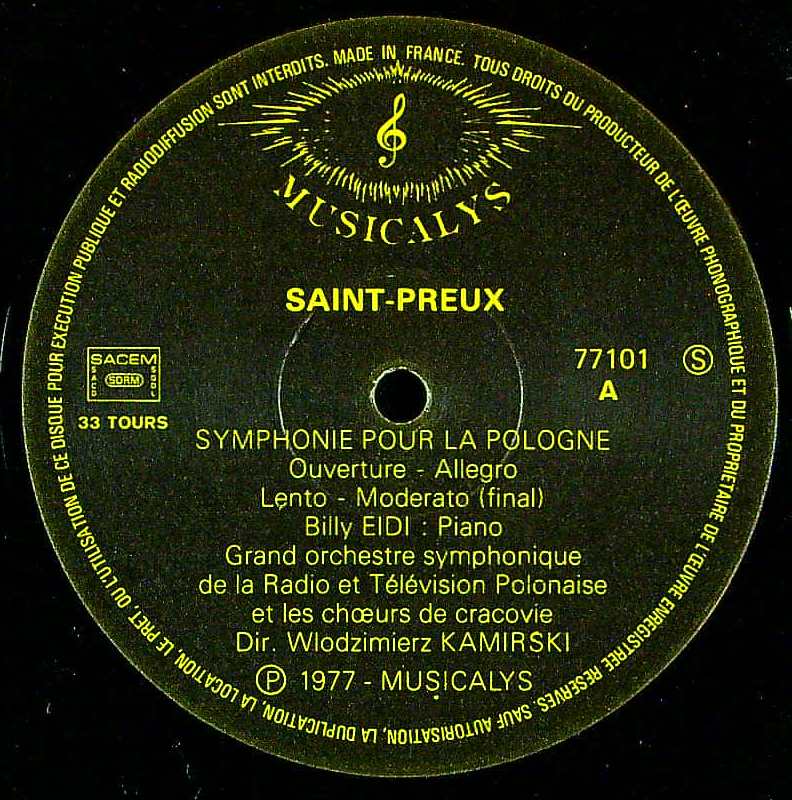 MADE IN FRANCE. TOUS DROITS DU PRODUCTEUR DE L'ŒUVRE PHONOGRAPHIQUE ET DU PROPRIETAIRE DE L'ŒUVRE ENREGISTREE RESERVES. SAUF AUTORISATION, LA DUPLICATION, LA LOCATION, LE PRET, OU L'UTILISATION DE CE DISQUE POUR EXECUTION PUBLIQUE ET RADIODIFFUSION SONT INTERDITS.
MUSICALYS
SAINT-PREUX
SACEM
SACD
SDRM
SGDL
33 TOURS
77101 Ⓢ
A
SYMPHONIE POUR LA POLOGNE
Ouverture - Allegro
Lento - Moderato (final)
Billy EIDI : Piano
Grand orchestre symphonique
de la Radio et Télévision Polonaise
et les chœurs de cracovie
Dir. Wlodzimierz KAMIRSKI
Ⓟ 1977 - MUSICALYS